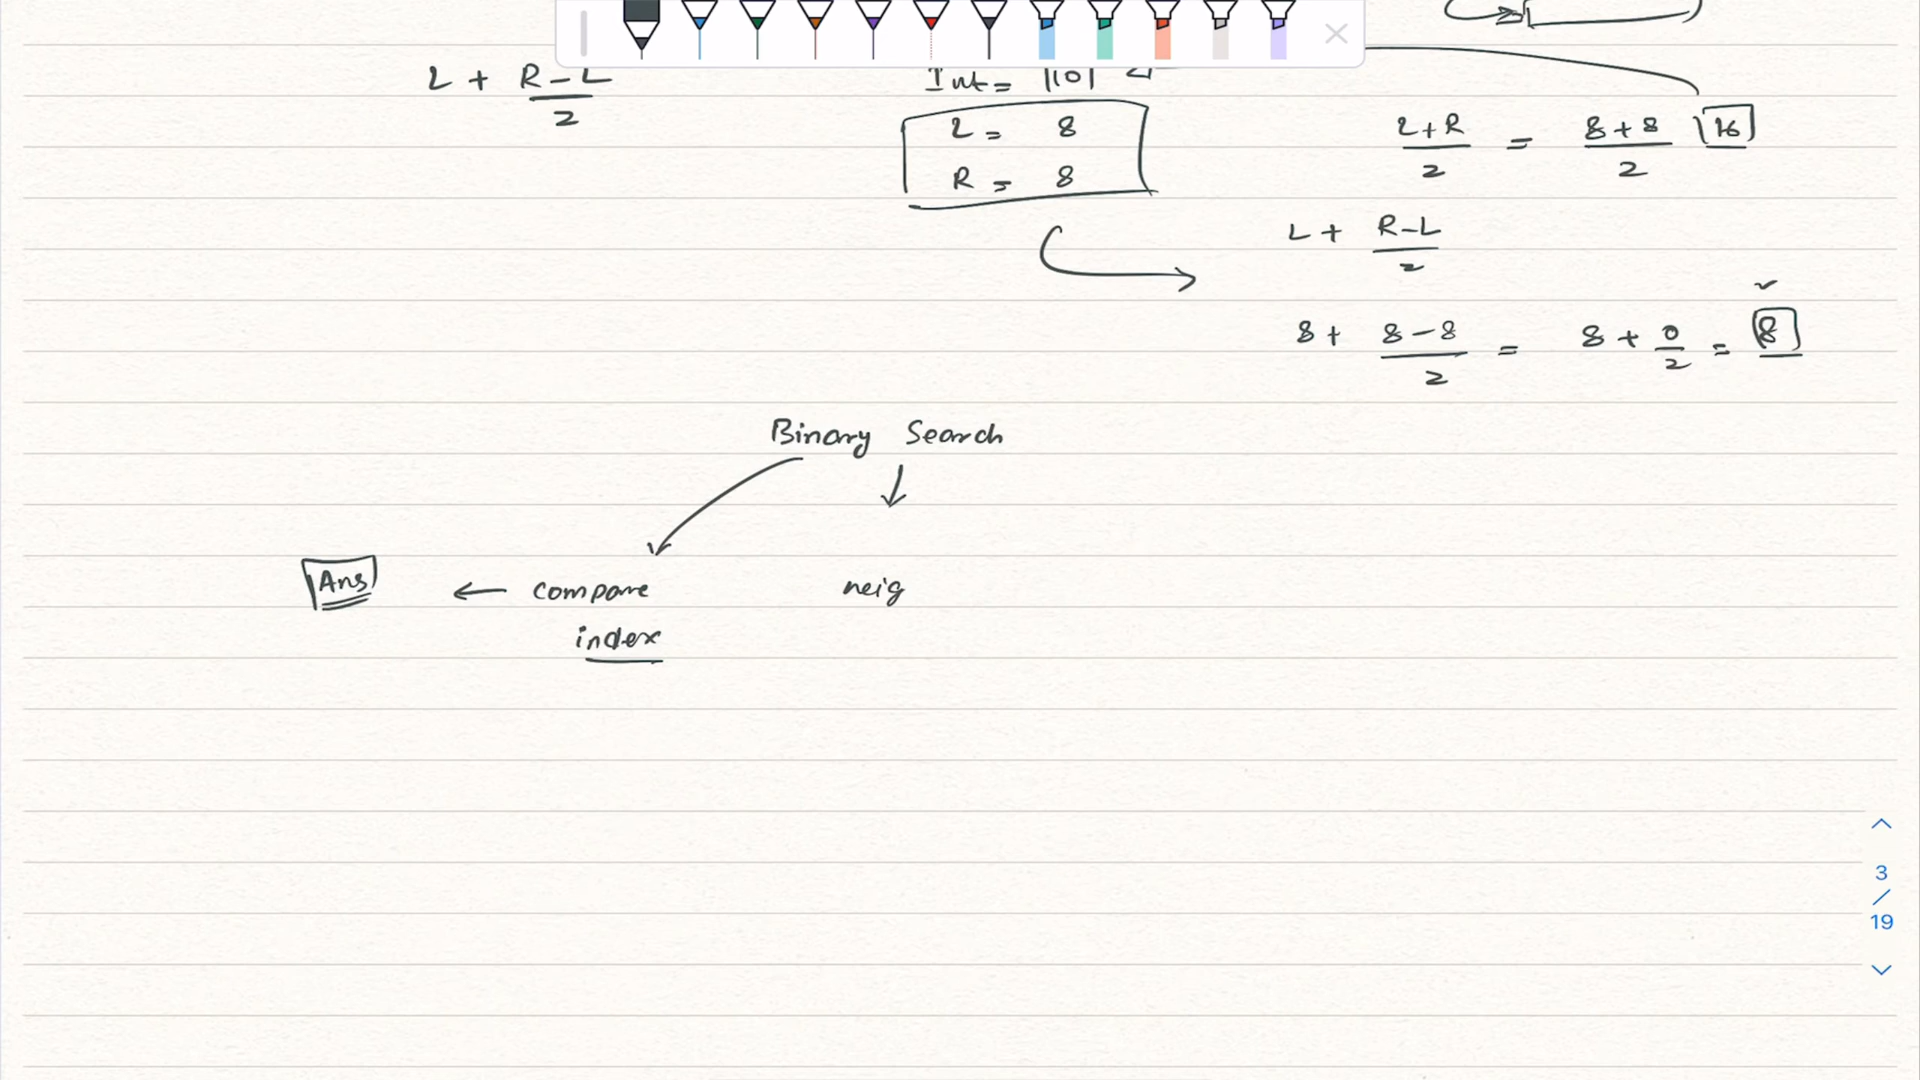 L + R - L / 2
Int = |10|
L = 8
R = 8
L + R / 2 = 8 + 8 / 2 16
L + R - L / 2
8 + 8 - 8 / 2 = 8 + 0 / 2 = 8
Binary Search
Ans ← compare neig
index
3
/
19